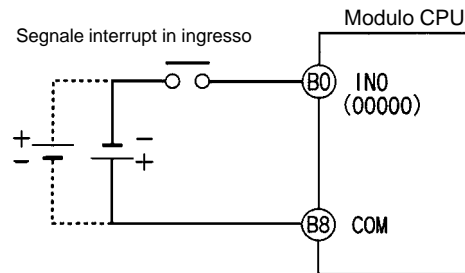 Modulo CPU
Segnale interrupt in ingresso
B0 IN0
(00000)
+ - 
- +
B8 COM